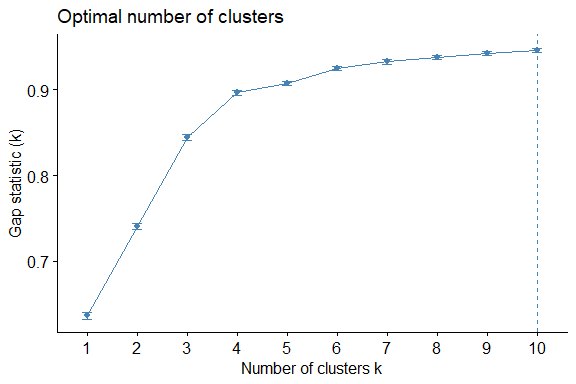 Optimal number of clusters
Gap statistic (k)
0.9
0.8
0.7
1 2 3 4 5 6 7 8 9 10
Number of clusters k